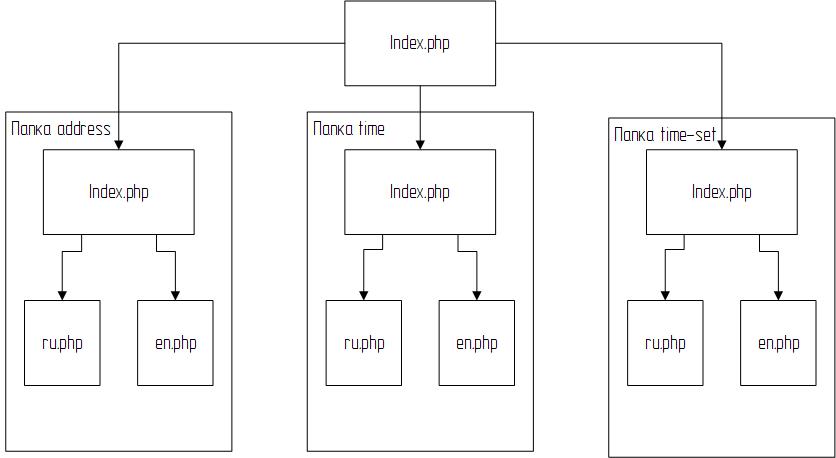 Index.php
Папка address
Папка time
Папка time-set
Index.php
Index.php
Index.php
ru.php
en.php
ru.php
en.php
ru.php
en.php